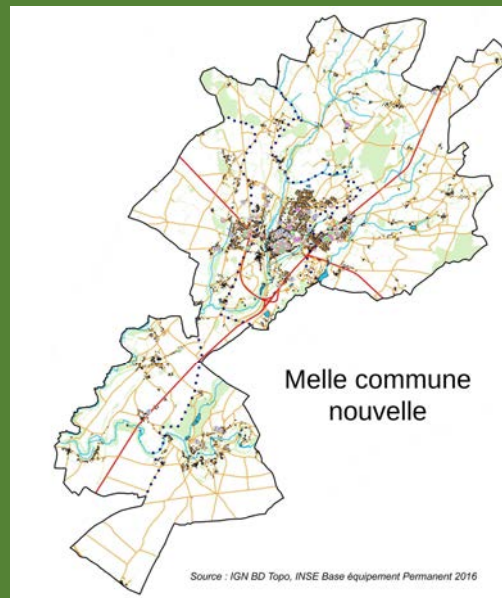 Melle commune
nouvelle
Source : IGN BD Topo, INSE Base équipement Permanent 2016